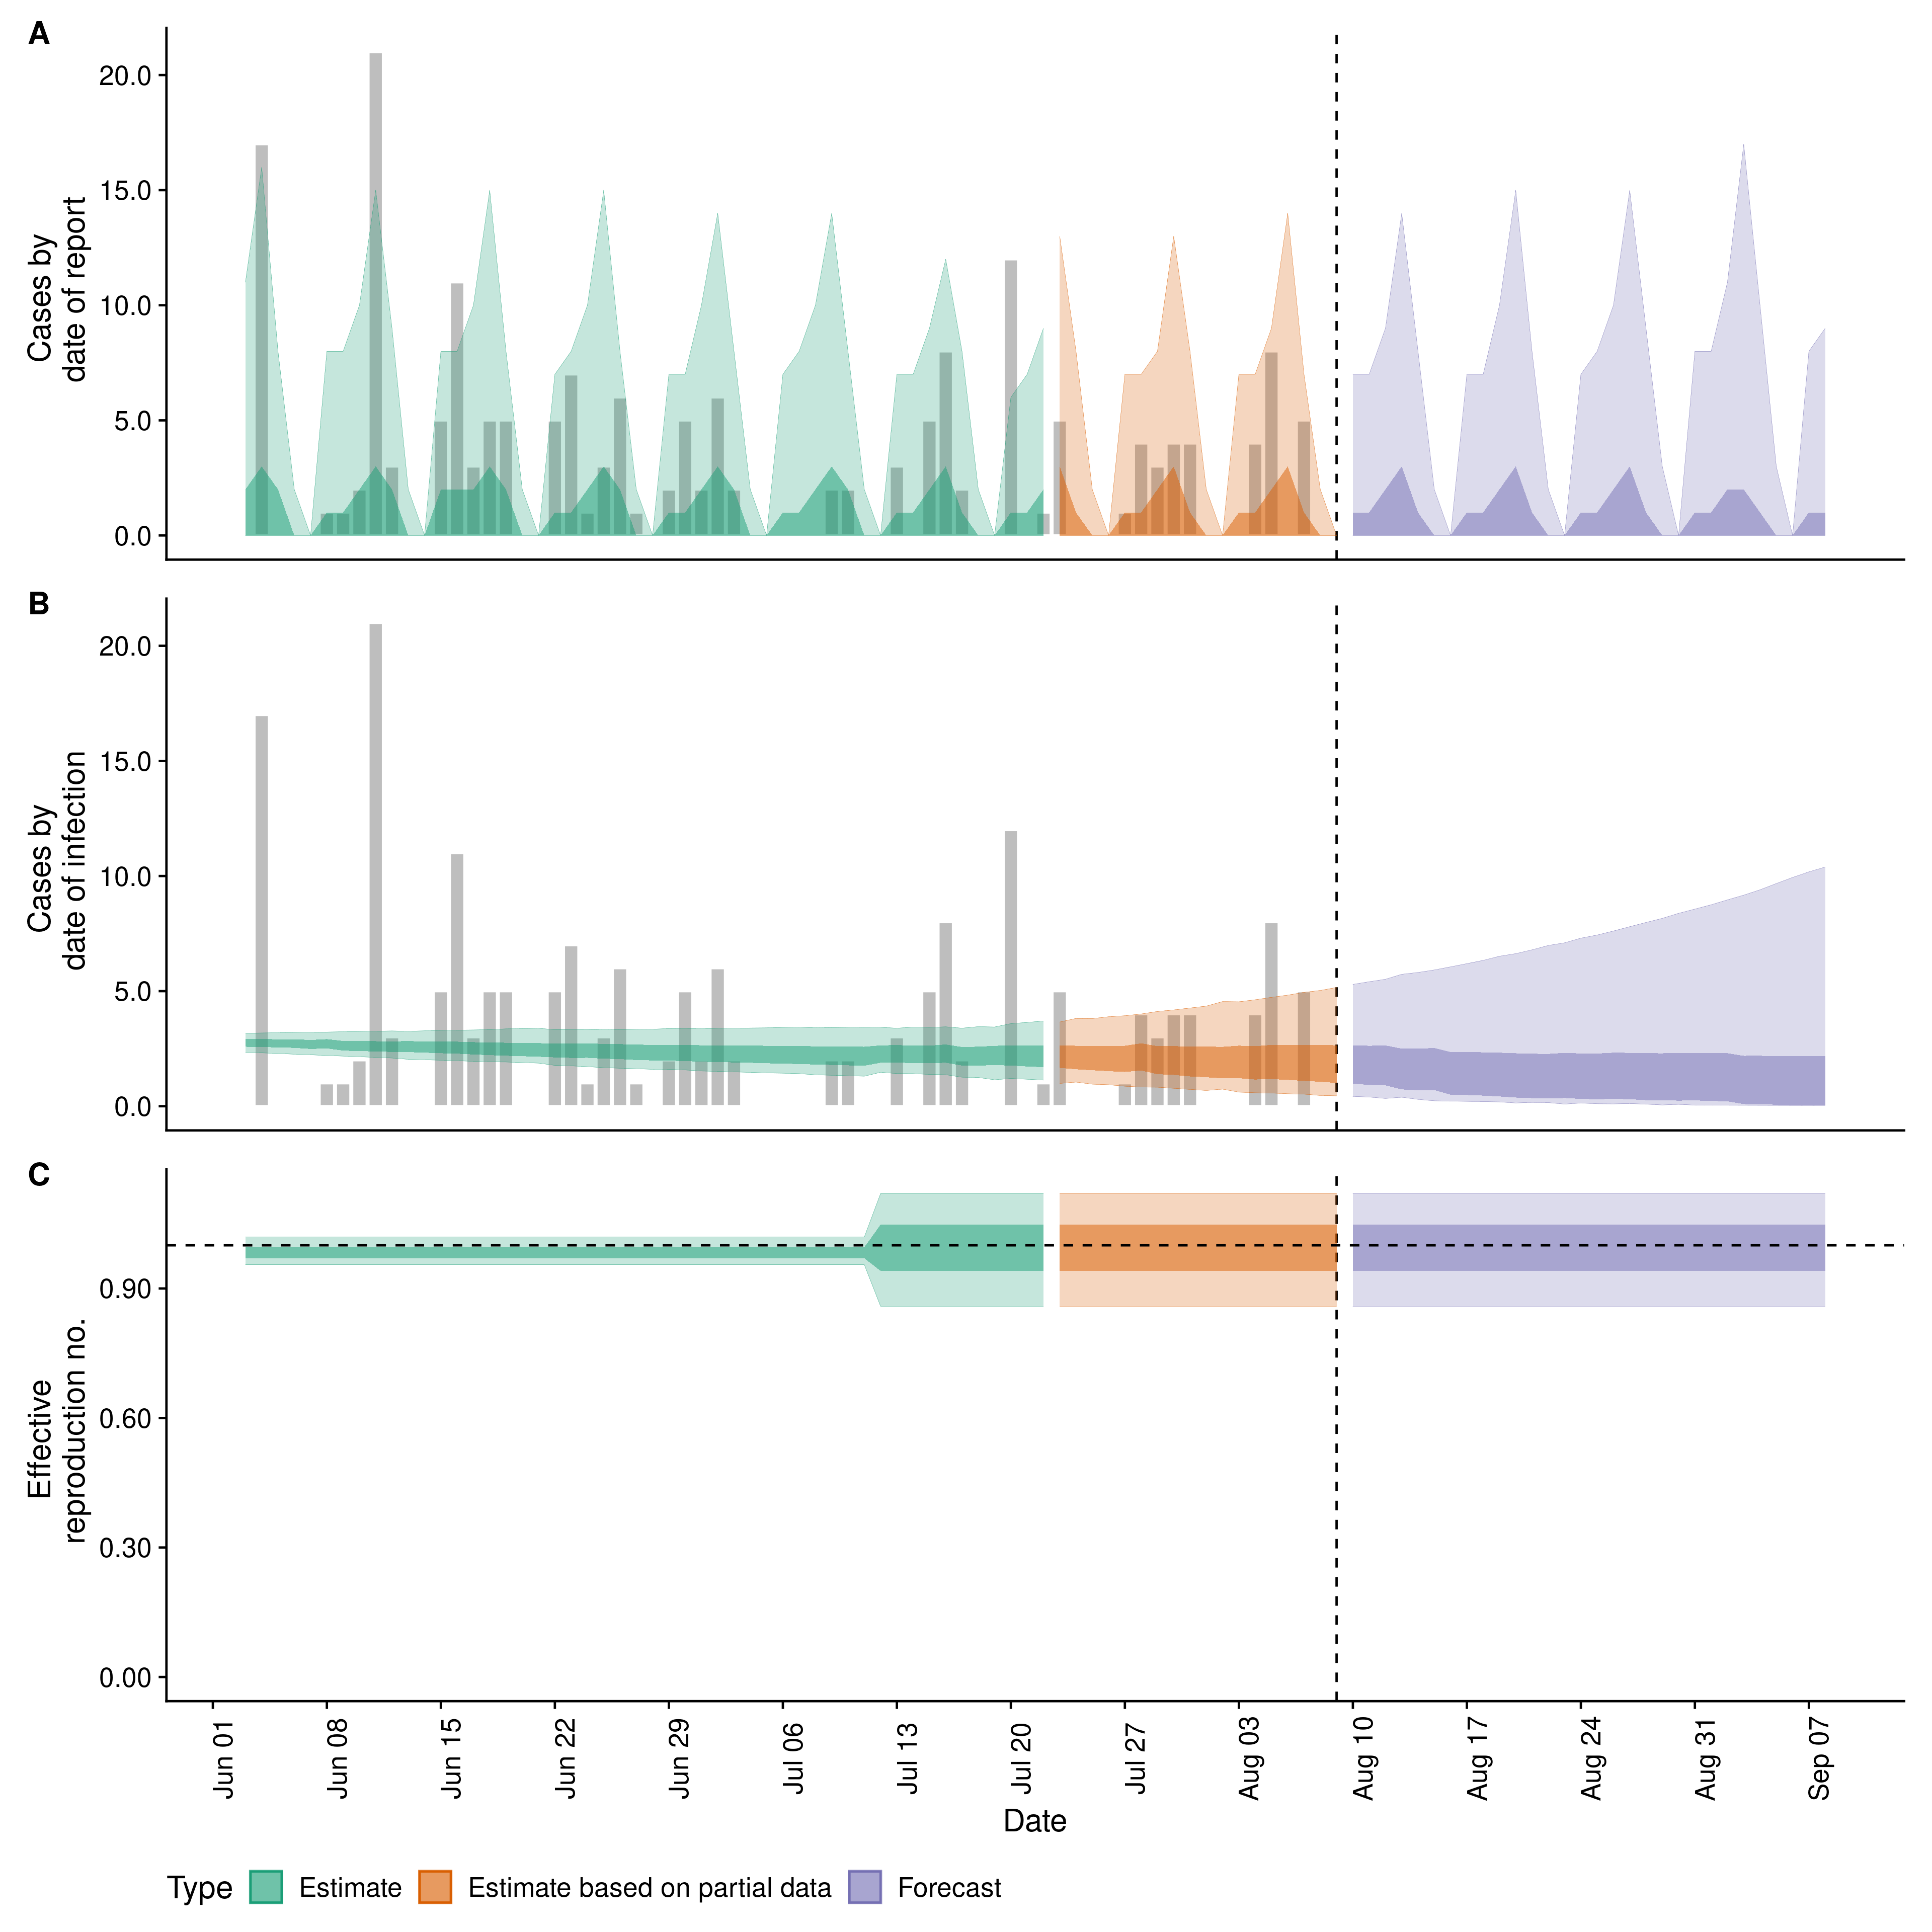 A
20.0
15.0
10.0
5.0
0.0
Cases by
date of report
B
20.0
15.0
10.0
5.0
0.0
Cases by
date of infection
C
0.90
0.60
0.30
0.00
Effective
reproduction no.
Jun 01
Jun 08
Jun 15
Jun 22
Jun 29
Jul 06
Jul 13
Jul 20
Jul 27
Aug 03
Aug 10
Aug 17
Aug 24
Aug 31
Sep 07
Date
Type Estimate Estimate based on partial data Forecast